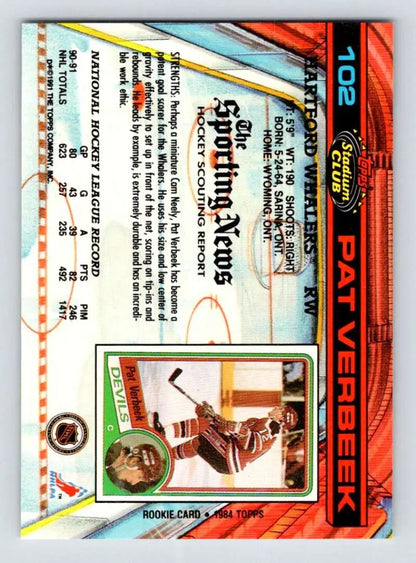 102
Topps
Stadium
CLUB
PAT VERBEEK
HARTFORD WHALERS RW
HT: 5'9" WT: 190 SHOOTS: RIGHT
BORN: 5-24-64, SARNIA, ONT.
HOME: WYOMING, ONT.
The
Sporting News
HOCKEY SCOUTING REPORT
STRENGTHS: Perhaps a miniature Cam Neely, Pat Verbeek has become a
potent goal scorer for the Whalers. He uses his size and low center of
gravity effectively to set up in front of the net, scoring on tip-ins and
rebounds. He leads by example, is extremely durable and has an incredi-
ble work ethic.
NATIONAL HOCKEY LEAGUE RECORD
GP G A PTS PIM
90-91 80 43 39 82 246
NHL TOTALS 623 257 235 492 1417
©1991 THE TOPPS COMPANY, INC.
Pat Verbeek
DEVILS
C
ROOKIE CARD • 1984 TOPPS
NHL
NHLPA
TM